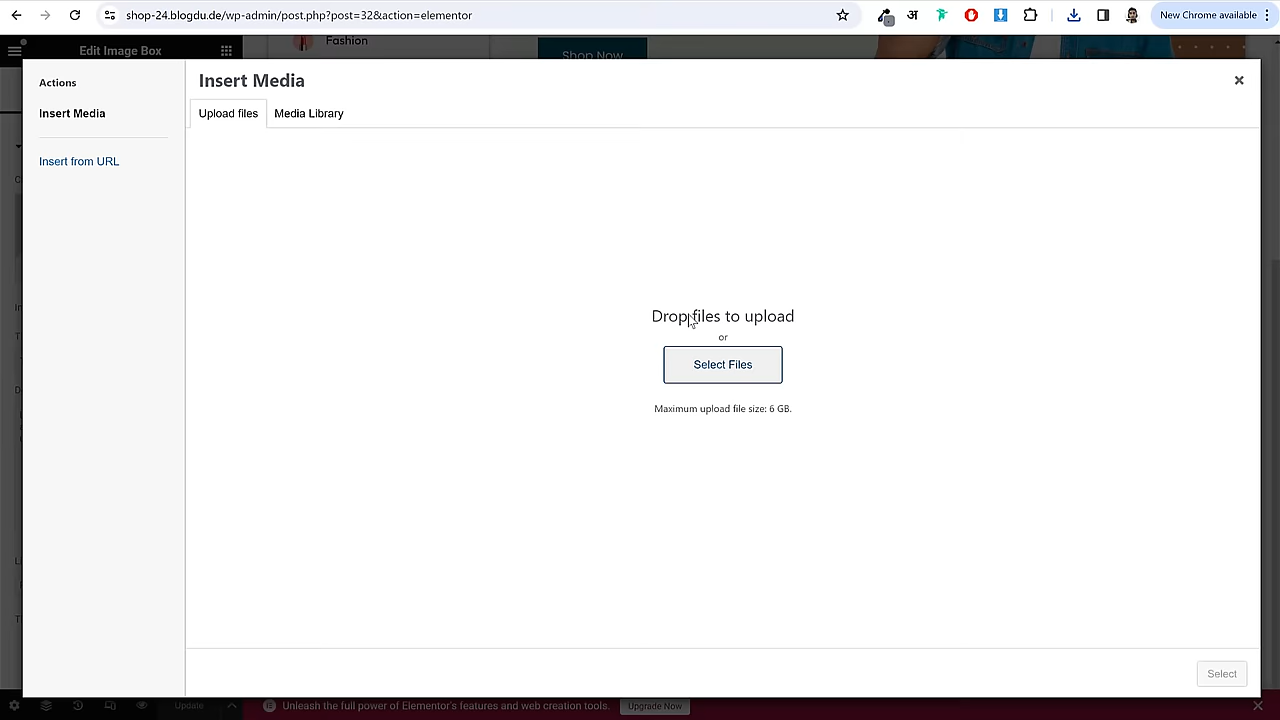 shop-24.blogdu.de/wp-admin/post.php?post=32&action=elementor
New Chrome available
Edit Image Box
Fashion
Shop Now
Actions
Insert Media
Insert from URL
Insert Media
Upload files
Media Library
Drop files to upload
or
Select Files
Maximum upload file size: 6 GB.
Select
Update
Unleash the full power of Elementor's features and web creation tools.
Upgrade Now